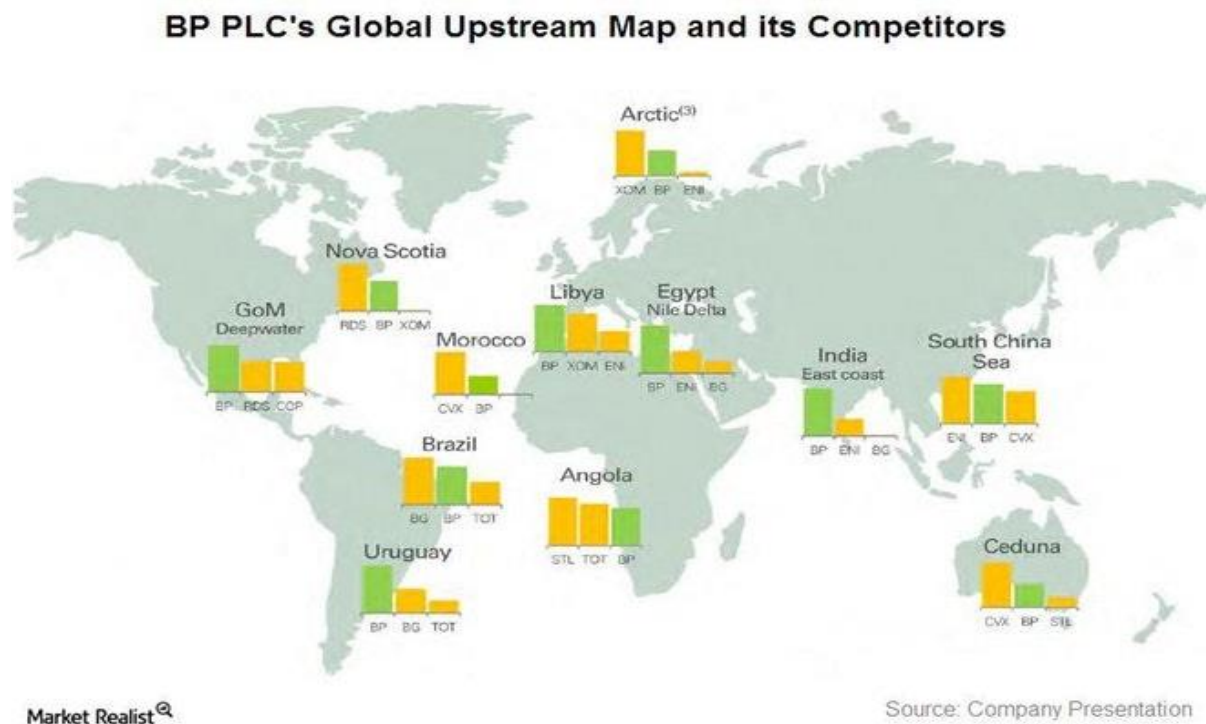 BP PLC's Global Upstream Map and its Competitors
Arctic(3)
XOM BP ENI
Nova Scotia
RDS BP XOM
GoM
Deepwater
BP RDS COP
Morocco
CVX BP
Libya
BP XOM ENI
Egypt
Nile Delta
BP ENI BG
India
East coast
BP ENI BG
South China
Sea
ENI BP CVX
Brazil
BG BP TOT
Angola
STL TOT BP
Uruguay
BP BG TOT
Ceduna
CVX BP STL
Market Realist
Source: Company Presentation